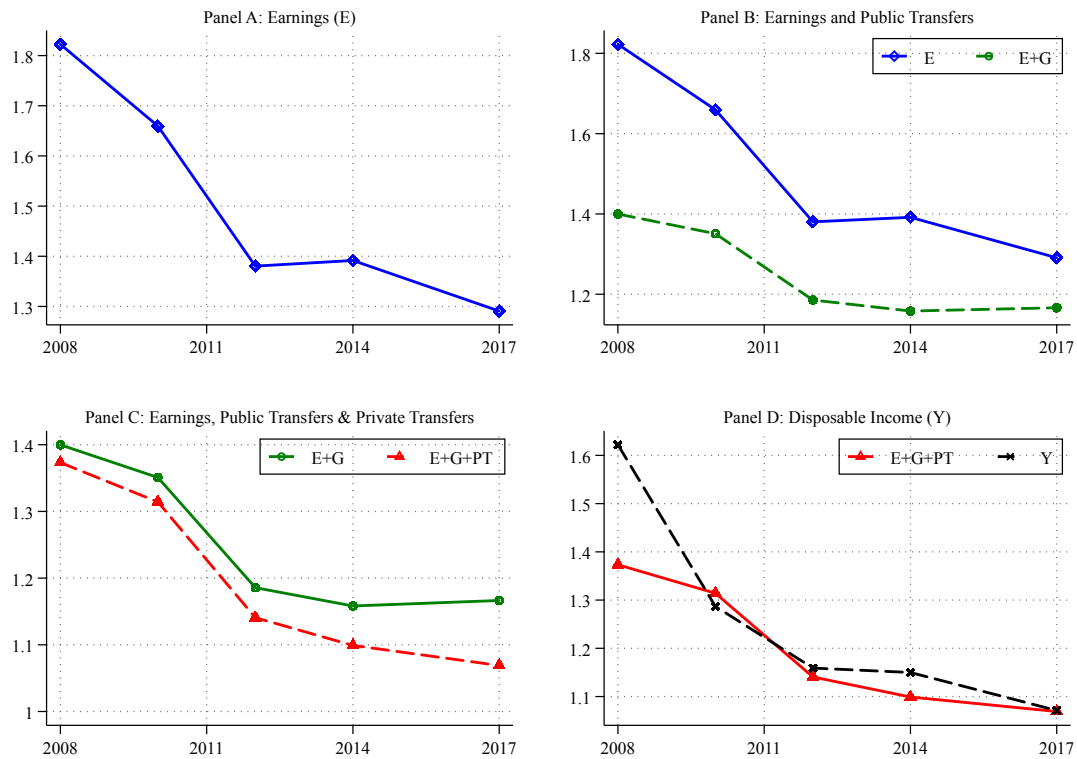 Panel A: Earnings (E)
1.8
1.7
1.6
1.5
1.4
1.3
2008 2011 2014 2017
Panel B: Earnings and Public Transfers
E E+G
1.8
1.6
1.4
1.2
2008 2011 2014 2017
Panel C: Earnings, Public Transfers & Private Transfers
E+G E+G+PT
1.4
1.3
1.2
1.1
1
2008 2011 2014 2017
Panel D: Disposable Income (Y)
E+G+PT Y
1.6
1.5
1.4
1.3
1.2
1.1
2008 2011 2014 2017